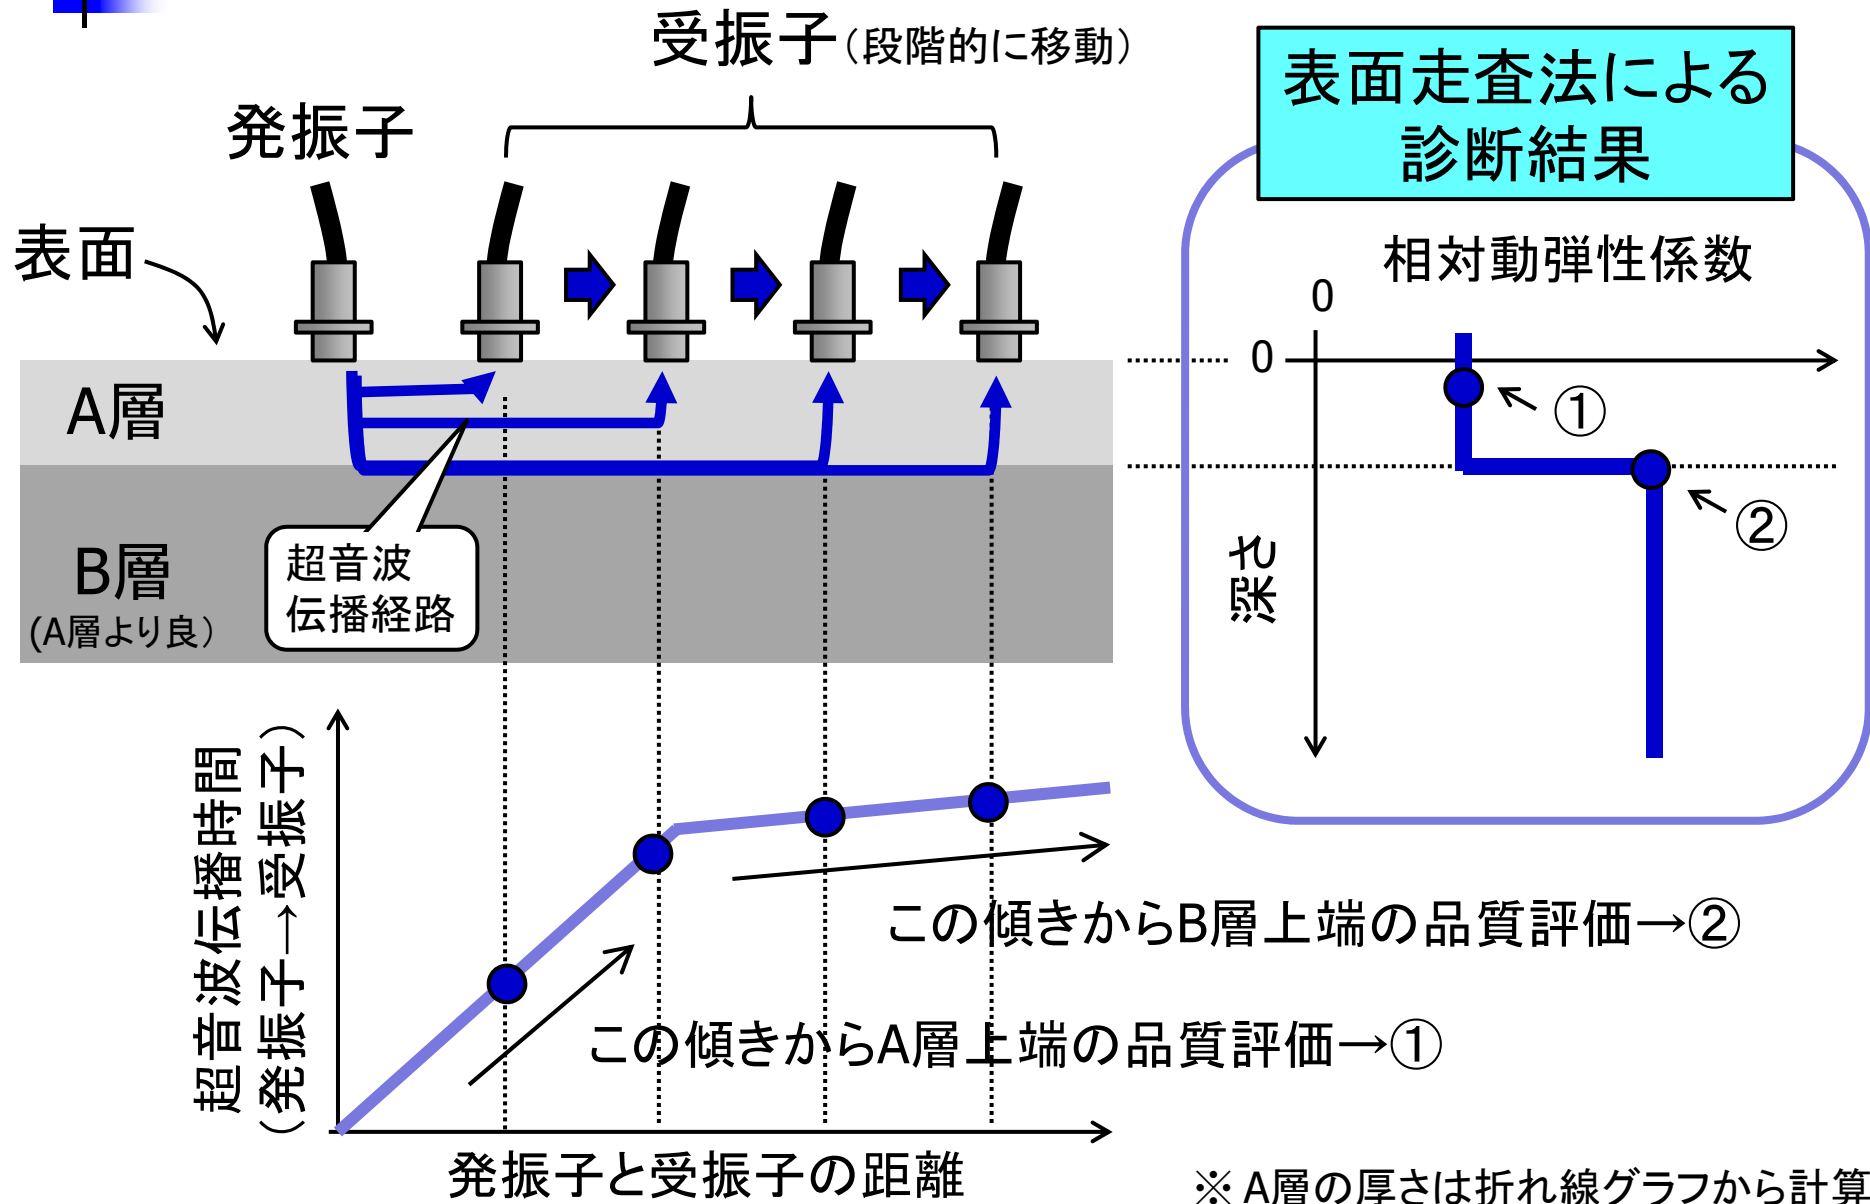 受振子（段階的に移動）
発振子
表面
A層
B層
(A層より良）
超音波
伝播経路
表面走査法による
診断結果
相対動弾性係数
0
0
①
②
深さ
超音波伝播時間
（発振子→受振子）
この傾きからB層上端の品質評価→②
この傾きからA層上端の品質評価→①
発振子と受振子の距離
※ A層の厚さは折れ線グラフから計算